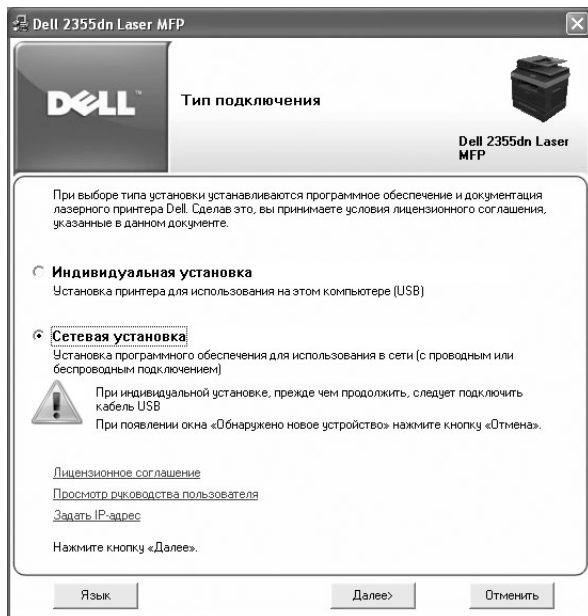 Dell 2355dn Laser MFP
DELL™
Тип подключения
Dell 2355dn Laser
MFP
При выборе типа установки устанавливаются программное обеспечение и документация
лазерного принтера Dell. Сделав это, вы принимаете условия лицензионного соглашения,
указанные в данном документе.
Индивидуальная установка
Установка принтера для использования на этом компьютере (USB)
Сетевая установка
Установка программного обеспечения для использования в сети (с проводным или
беспроводным подключением)
При индивидуальной установке, прежде чем продолжить, следует подключить
кабель USB
При появлении окна «Обнаружено новое устройство» нажмите кнопку «Отмена».
Лицензионное соглашение
Просмотр руководства пользователя
Задать IP-адрес
Нажмите кнопку «Далее».
Язык
Далее>
Отменить